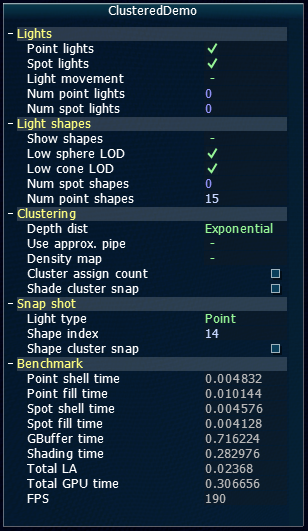 ClusteredDemo
- Lights
Point lights ✓
Spot lights ✓
Light movement -
Num point lights 0
Num spot lights 0
- Light shapes
Show shapes -
Low sphere LOD ✓
Low cone LOD ✓
Num spot shapes 0
Num point shapes 15
- Clustering
Depth dist Exponential
Use approx. pipe -
Density map -
Cluster assign count
Shade cluster snap
- Snap shot
Light type Point
Shape index 14
Shape cluster snap
- Benchmark
Point shell time 0.004832
Point fill time 0.010144
Spot shell time 0.004576
Spot fill time 0.004128
GBuffer time 0.716224
Shading time 0.282976
Total LA 0.02368
Total GPU time 0.306656
FPS 190